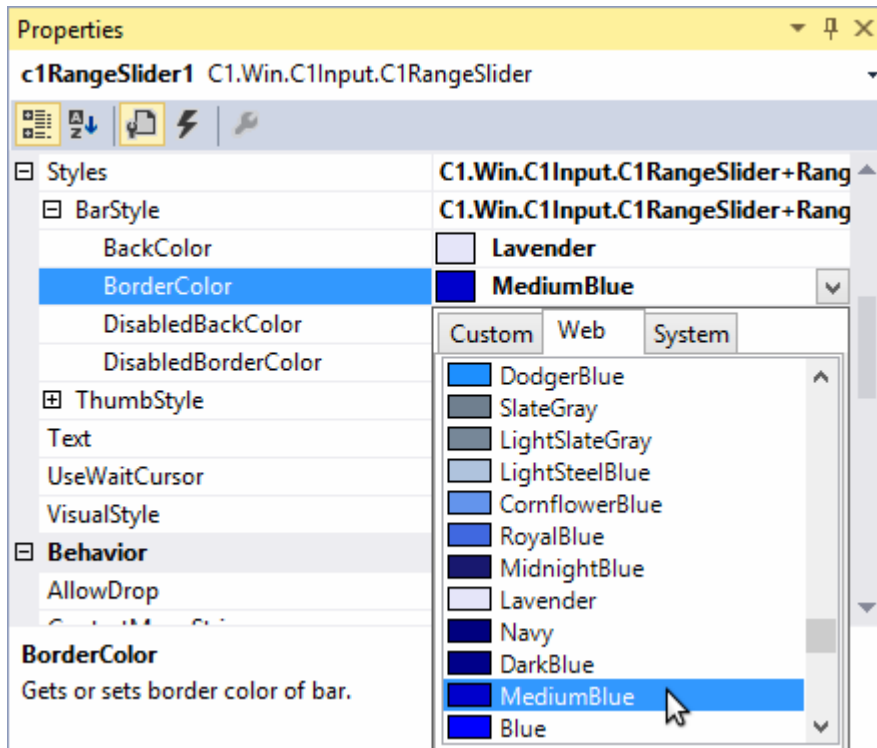 Properties
c1RangeSlider1 C1.Win.C1Input.C1RangeSlider
Styles C1.Win.C1Input.C1RangeSlider+Rang
BarStyle C1.Win.C1Input.C1RangeSlider+Rang
BackColor Lavender
BorderColor MediumBlue
DisabledBackColor
DisabledBorderColor
ThumbStyle
Text
UseWaitCursor
VisualStyle
Behavior
AllowDrop
Custom Web System
DodgerBlue
SlateGray
LightSlateGray
LightSteelBlue
CornflowerBlue
RoyalBlue
MidnightBlue
Lavender
Navy
DarkBlue
MediumBlue
Blue
BorderColor
Gets or sets border color of bar.